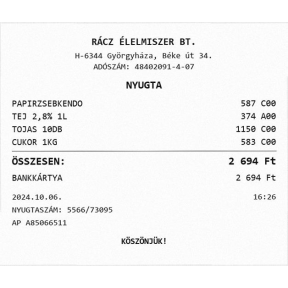 RÁCZ ÉLELMISZER BT.
H-6344 Györgyháza, Béke út 34.
ADÓSZÁM: 48402091-4-07
NYUGTA
PAPIRZSEBKENDO 587 C00
TEJ 2,8% 1L 374 A00
TOJAS 10DB 1150 C00
CUKOR 1KG 583 C00
ÖSSZESEN: 2 694 Ft
BANKKÁRTYA 2 694 Ft
2024.10.06. 16:26
NYUGTASZÁM: 5566/73095
AP A85066511
KÖSZÖNJÜK!